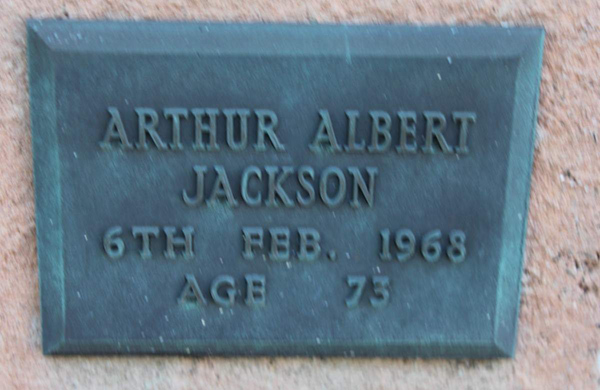 ARTHUR ALBERT
JACKSON
6TH FEB. 1968
AGE 73